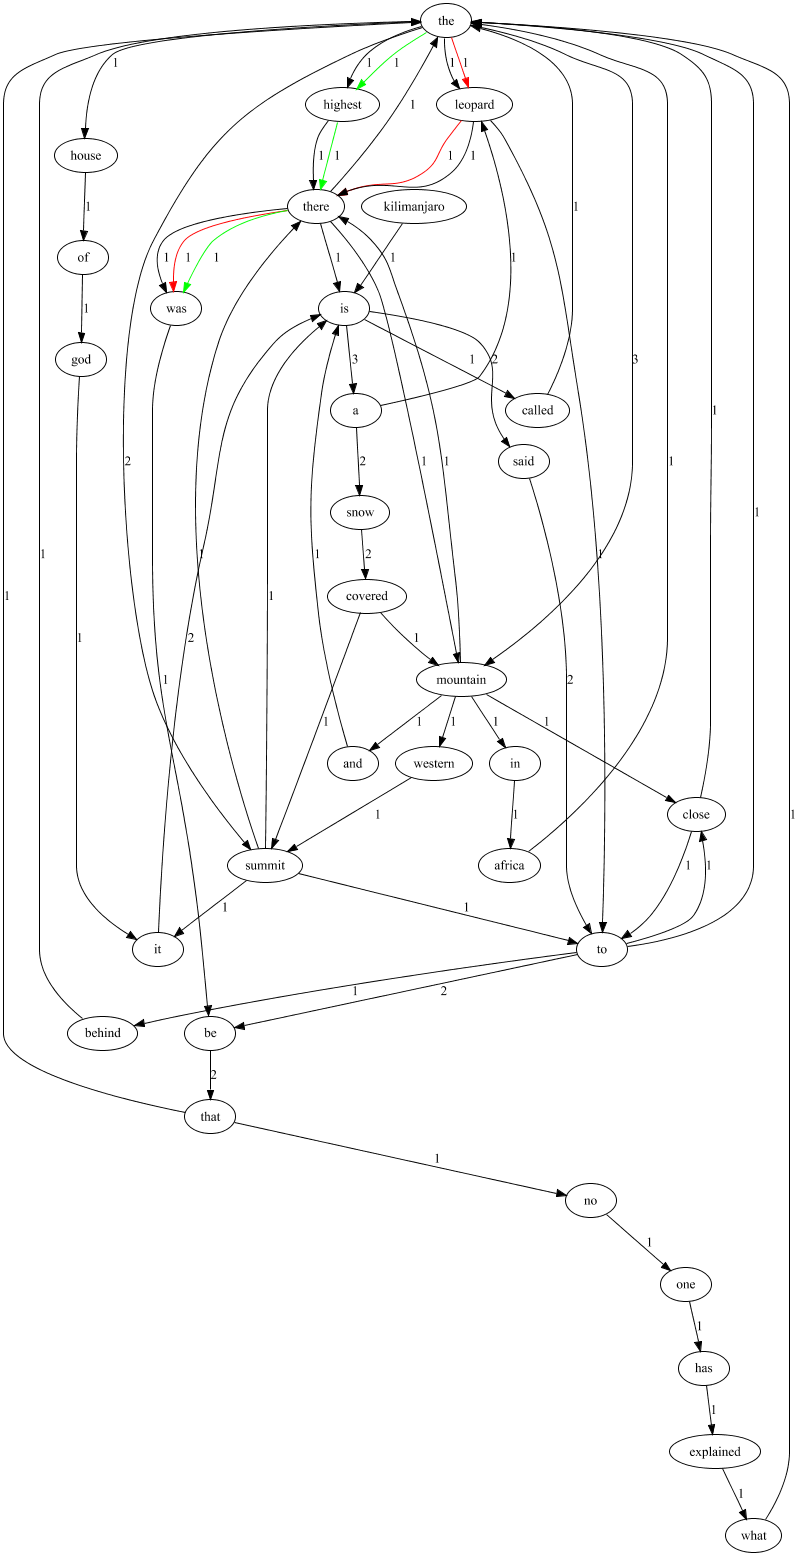 the
1
1
1
1
1
highest
leopard
1
house
1
1
1
1
1
there
kilimanjaro
of
1
1
1
1
1
1
was
is
1
god
3
1
2
3
a
called
1
2
2
1
1
1
said
snow
1
1
1
1
2
1
covered
1
1
2
1
mountain
2
1
1
1
1
1
1
and
western
in
close
1
1
1
summit
africa
1
1
1
1
it
to
1
2
behind
be
2
that
1
no
1
one
1
has
1
explained
1
what